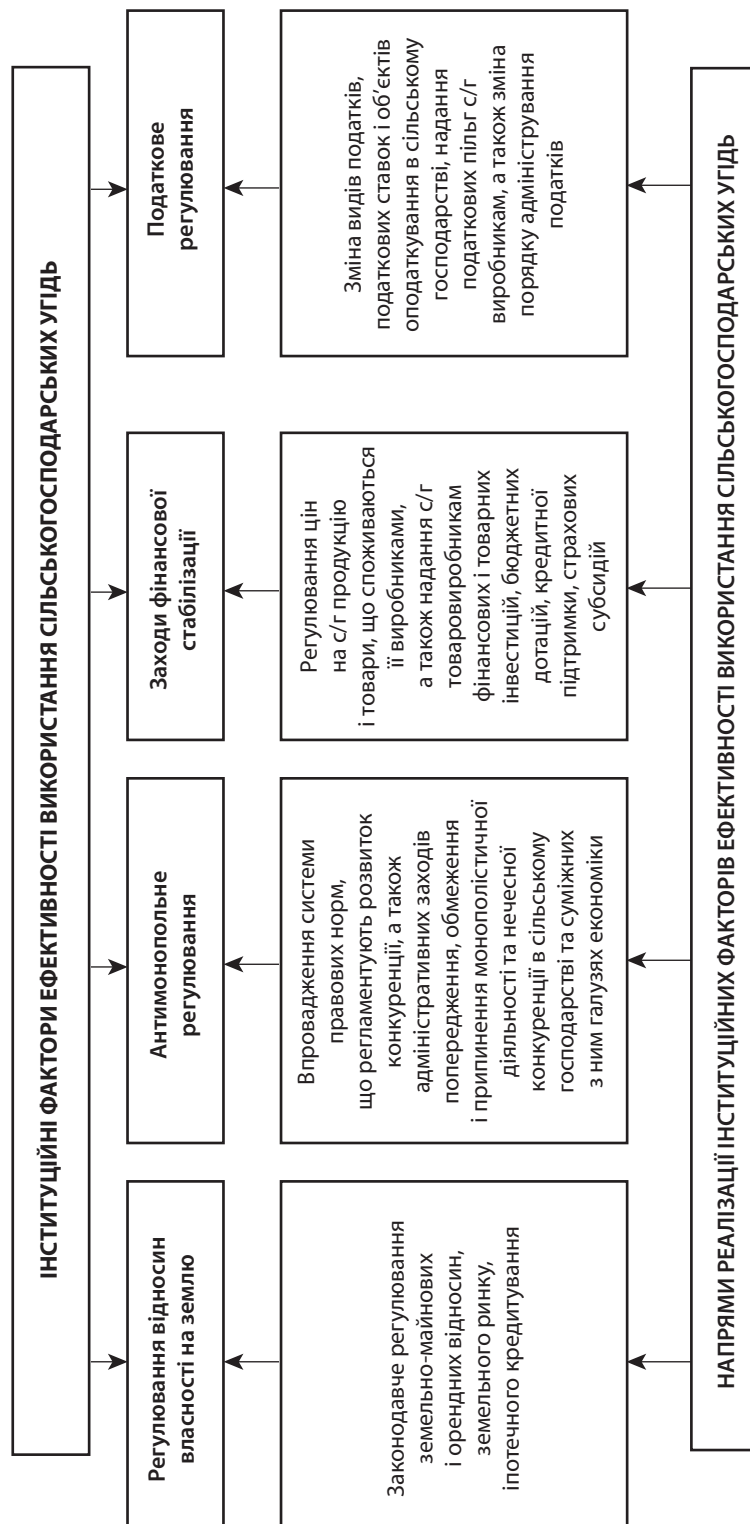 ІНСТИТУЦІЙНІ ФАКТОРИ ЕФЕКТИВНОСТІ ВИКОРИСТАННЯ СІЛЬСЬКОГОСПОДАРСЬКИХ УГІДЬ
Регулювання відносин
власності на землю
Антимонопольне
регулювання
Заходи фінансової
стабілізації
Податкове
регулювання
Законодавче регулювання
земельно-майнових
і орендних відносин,
земельного ринку,
іпотечного кредитування
Впровадження системи
правових норм,
що регламентують розвиток
конкуренції, а також
адміністративних заходів
попередження, обмеження
і припинення монополістичної
діяльності та нечесної
конкуренції в сільському
господарстві та суміжних
з ним галузях економіки
Регулювання цін
на с/г продукцію
і товари, що споживаються
її виробниками,
а також надання с/г
товаровиробникам
фінансових і товарних
інвестицій, бюджетних
дотацій, кредитної
підтримки, страхових
субсидій
Зміна видів податків,
податкових ставок і об’єктів
оподаткування в сільському
господарстві, надання
податкових пільг с/г
виробникам, а також зміна
порядку адміністрування
податків
НАПРЯМИ РЕАЛІЗАЦІЇ ІНСТИТУЦІЙНИХ ФАКТОРІВ ЕФЕКТИВНОСТІ ВИКОРИСТАННЯ СІЛЬСЬКОГОСПОДАРСЬКИХ УГІДЬ